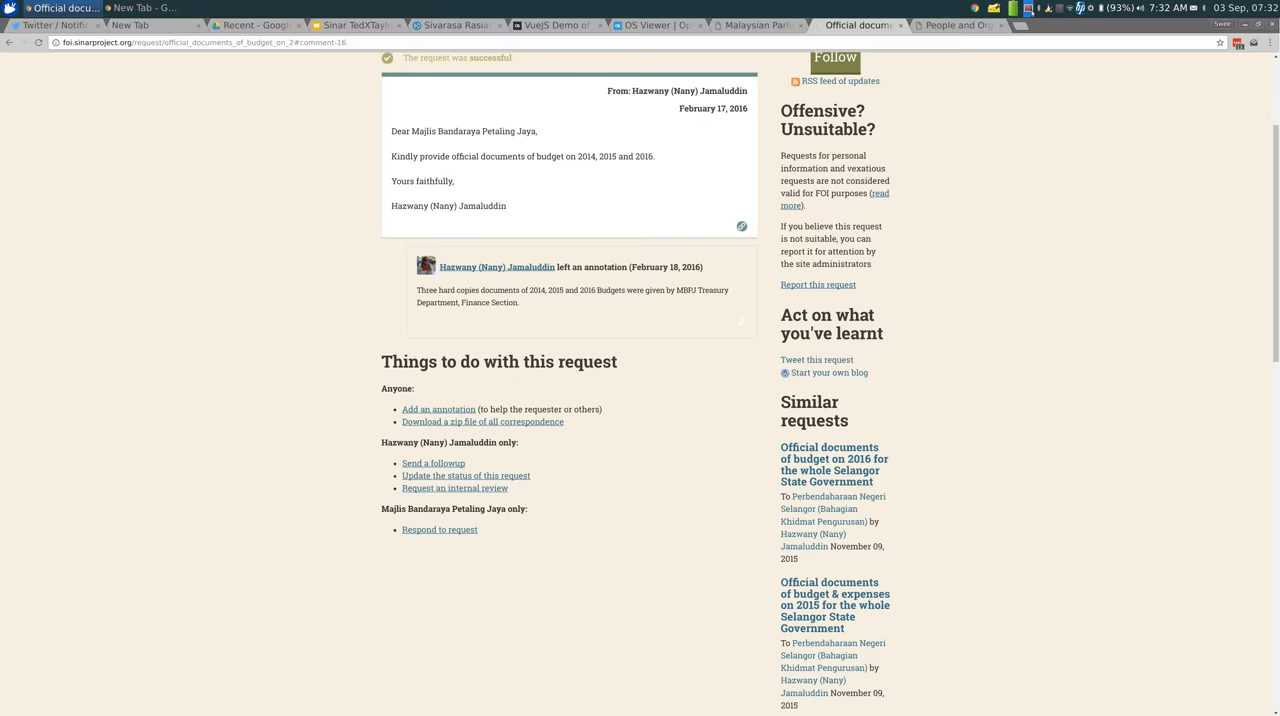 Official docume...
New Tab - G...
(93%)
03 Sep, 07:32
Twitter / Notific
Recent - Google
Sinar TEDXTayl
Sivarasa Rasiah
VueJS Demo of
OS Viewer | Op
Malaysian Parli
Official docum
People and Org
Swee
foi.sinarproject.org/request/official_documents_of_budget_on_2#comment-16
The request was successful.
From: Hazwany (Nany) Jamaluddin
February 17, 2016
Dear Majlis Bandaraya Petaling Jaya,
Kindly provide official documents of budget on 2014, 2015 and 2016.
Yours faithfully,
Hazwany (Nany) Jamaluddin
Hazwany (Nany) Jamaluddin left an annotation (February 18, 2016)
Three hard copies documents of 2014, 2015 and 2016 Budgets were given by MBPJ Treasury
Department, Finance Section.
Things to do with this request
Anyone:
Add an annotation (to help the requester or others)
Download a zip file of all correspondence
Hazwany (Nany) Jamaluddin only:
Send a followup
Update the status of this request
Request an internal review
Majlis Bandaraya Petaling Jaya only:
Respond to request
Follow
RSS feed of updates
Offensive?
Unsuitable?
Requests for personal
information and vexatious
requests are not considered
valid for FOI purposes (read
more).
If you believe this request
is not suitable, you can
report it for attention by
the site administrators
Report this request
Act on what
you've learnt
Tweet this request
Start your own blog
Similar
requests
Official documents
of budget on 2016 for
the whole Selangor
State Government
To Perbendaharaan Negeri
Selangor (Bahagian
Khidmat Pengurusan) by
Hazwany (Nany)
Jamaluddin November 09,
2015
Official documents
of budget & expenses
on 2015 for the whole
Selangor State
Government
To Perbendaharaan Negeri
Selangor (Bahagian
Khidmat Pengurusan) by
Hazwany (Nany)
Jamaluddin November 09,
2015